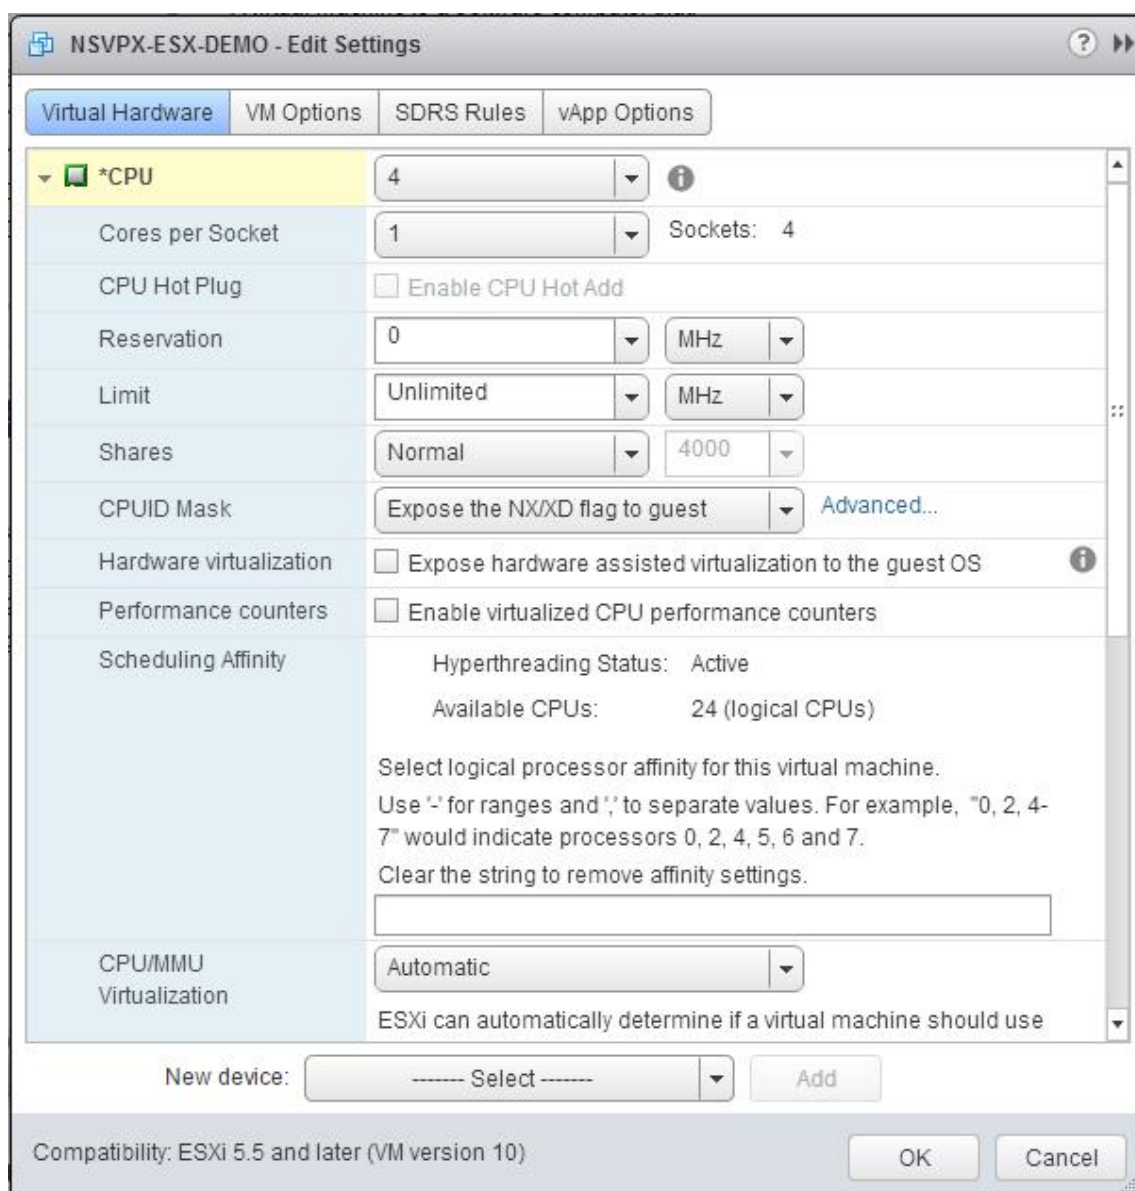 NSVPX-ESX-DEMO - Edit Settings
?
Virtual Hardware VM Options SDRS Rules vApp Options
*CPU 4
Cores per Socket 1 Sockets: 4
CPU Hot Plug Enable CPU Hot Add
Reservation 0 MHz
Limit Unlimited MHz
Shares Normal 4000
CPUID Mask Expose the NX/XD flag to guest Advanced...
Hardware virtualization Expose hardware assisted virtualization to the guest OS
Performance counters Enable virtualized CPU performance counters
Scheduling Affinity Hyperthreading Status: Active
Available CPUs: 24 (logical CPUs)
Select logical processor affinity for this virtual machine.
Use '-' for ranges and ',' to separate values. For example, "0, 2, 4-
7" would indicate processors 0, 2, 4, 5, 6 and 7.
Clear the string to remove affinity settings.
CPU/MMU
Virtualization
Automatic
ESXi can automatically determine if a virtual machine should use
New device: ------- Select ------- Add
Compatibility: ESXi 5.5 and later (VM version 10) OK Cancel